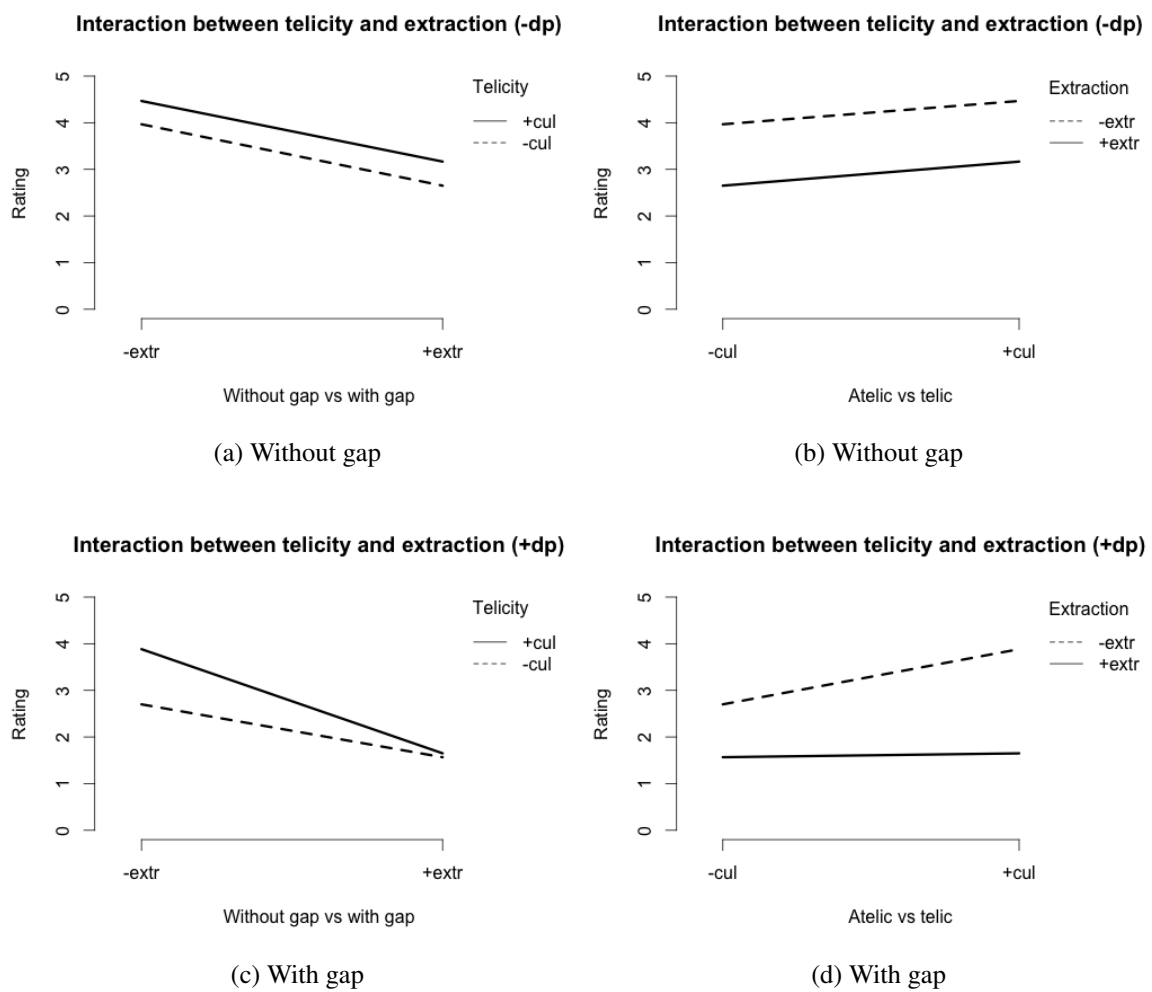 Interaction between telicity and extraction (-dp)
Rating
5
4
3
2
1
0
Telicity
+cul
-cul
-extr +extr
Without gap vs with gap
(a) Without gap
Interaction between telicity and extraction (-dp)
Rating
5
4
3
2
1
0
Extraction
-extr
+extr
-cul +cul
Atelic vs telic
(b) Without gap
Interaction between telicity and extraction (+dp)
Rating
5
4
3
2
1
0
Telicity
+cul
-cul
-extr +extr
Without gap vs with gap
(c) With gap
Interaction between telicity and extraction (+dp)
Rating
5
4
3
2
1
0
Extraction
-extr
+extr
-cul +cul
Atelic vs telic
(d) With gap